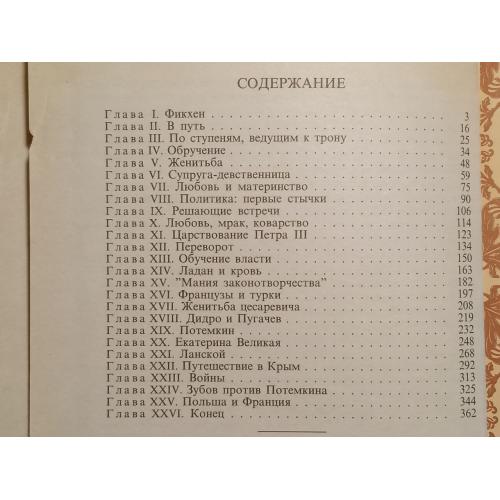 СОДЕРЖАНИЕ
Глава I. Фикхен . . . . . . . . . . . . . . . . . . . . 3
Глава II. В путь . . . . . . . . . . . . . . . . . . . . 16
Глава III. По ступеням, ведущим к трону . . . . . . . . 25
Глава IV. Обручение . . . . . . . . . . . . . . . . . . 34
Глава V. Женитьба . . . . . . . . . . . . . . . . . . . 48
Глава VI. Супруга-девственница . . . . . . . . . . . . . 59
Глава VII. Любовь и материнство . . . . . . . . . . . . 75
Глава VIII. Политика: первые стычки . . . . . . . . . . 90
Глава IX. Решающие встречи . . . . . . . . . . . . . . . 106
Глава X. Любовь, мрак, коварство . . . . . . . . . . . . 114
Глава XI. Царствование Петра III . . . . . . . . . . . . 123
Глава XII. Переворот . . . . . . . . . . . . . . . . . . 134
Глава XIII. Обучение власти . . . . . . . . . . . . . . 150
Глава XIV. Ладан и кровь . . . . . . . . . . . . . . . . 163
Глава XV. "Мания законотворчества" . . . . . . . . . . . 182
Глава XVI. Французы и турки . . . . . . . . . . . . . . 197
Глава XVII. Женитьба цесаревича . . . . . . . . . . . . 208
Глава XVIII. Дидро и Пугачев . . . . . . . . . . . . . . 219
Глава XIX. Потемкин . . . . . . . . . . . . . . . . . . 232
Глава XX. Екатерина Великая . . . . . . . . . . . . . . 248
Глава XXI. Ланской . . . . . . . . . . . . . . . . . . . 268
Глава XXII. Путешествие в Крым . . . . . . . . . . . . . 292
Глава XXIII. Войны . . . . . . . . . . . . . . . . . . . 313
Глава XXIV. Зубов против Потемкина . . . . . . . . . . . 325
Глава XXV. Польша и Франция . . . . . . . . . . . . . . 344
Глава XXVI. Конец . . . . . . . . . . . . . . . . . . . 362